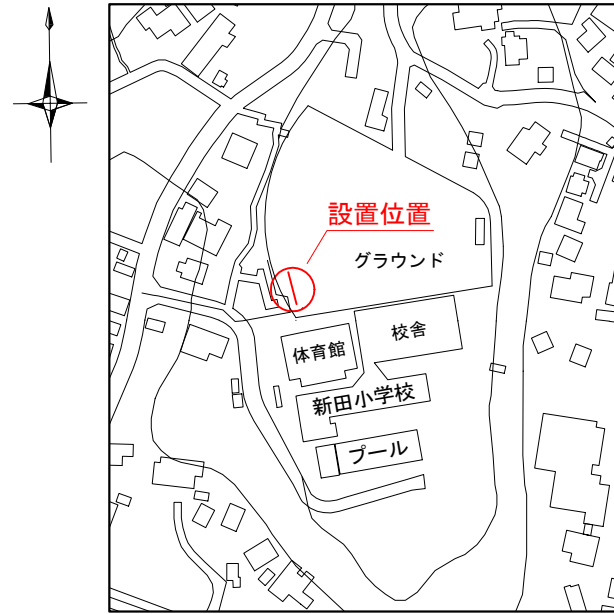 設置位置
グラウンド
校舎
体育館
新田小学校
プール